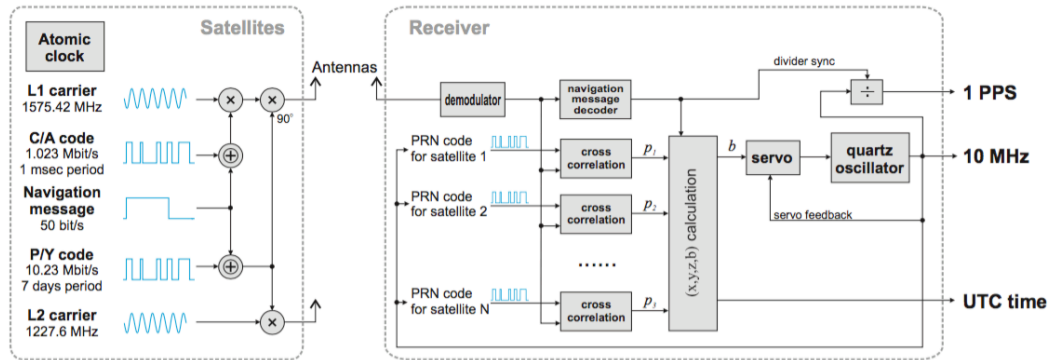 Satellites
Atomic
clock
L1 carrier
1575.42 MHz
C/A code
1.023 Mbit/s
1 msec period
Navigation
message
50 bit/s
P/Y code
10.23 Mbit/s
7 days period
L2 carrier
1227.6 MHz
×
×
90°
+
+
×
Antennas
Receiver
demodulator
navigation
message
decoder
divider sync
÷
1 PPS
PRN code
for satellite 1
cross
correlation
p1
PRN code
for satellite 2
cross
correlation
p2
......
PRN code
for satellite N
cross
correlation
p3
(x,y,z,b) calculation
b
servo
quartz
oscillator
10 MHz
servo feedback
UTC time